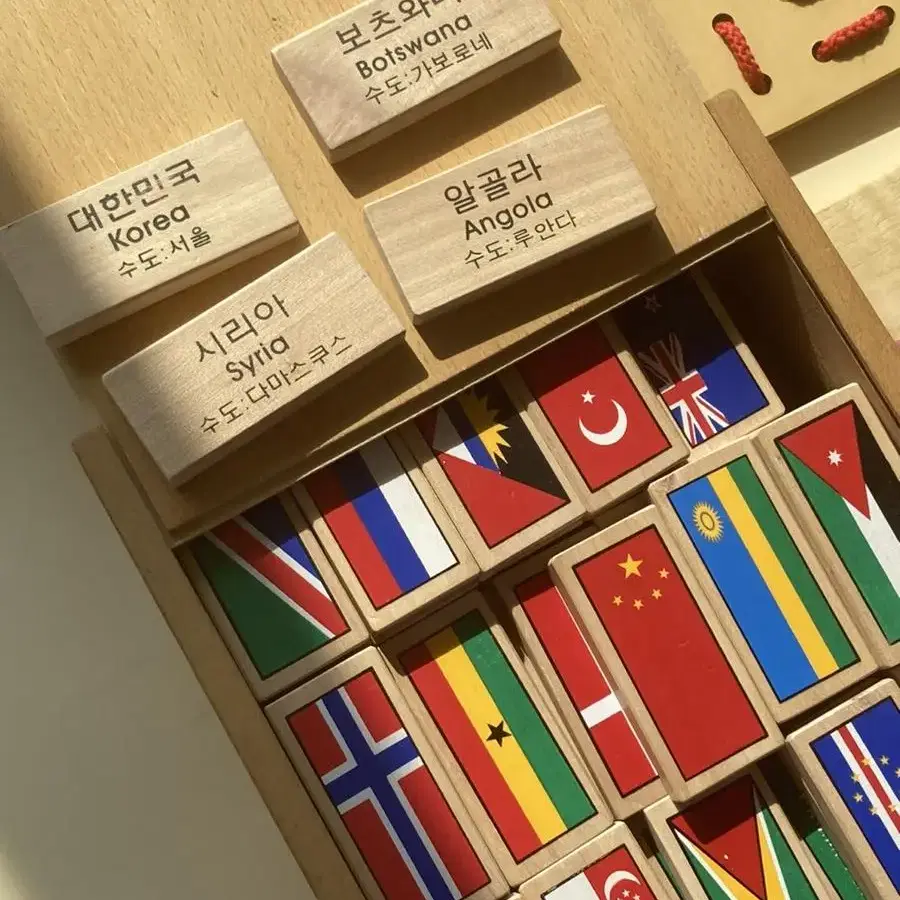 보츠와나
Botswana
수도:가보로네
대한민국
Korea
수도:서울
알골라
Angola
수도:루안다
시리아
Syria
수도:다마스쿠스